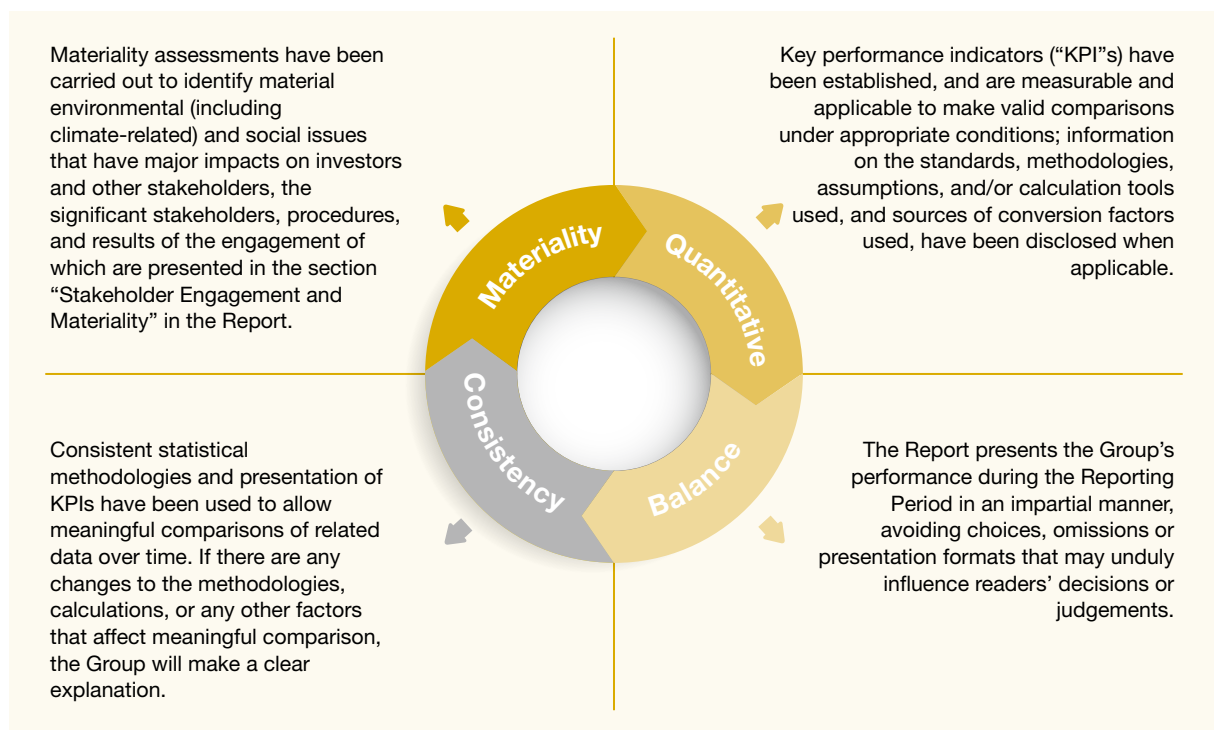 Materiality assessments have been
carried out to identify material
environmental (including
climate-related) and social issues
that have major impacts on investors
and other stakeholders, the
significant stakeholders, procedures,
and results of the engagement of
which are presented in the section
“Stakeholder Engagement and
Materiality” in the Report.
Key performance indicators (“KPI”s) have
been established, and are measurable and
applicable to make valid comparisons
under appropriate conditions; information
on the standards, methodologies,
assumptions, and/or calculation tools
used, and sources of conversion factors
used, have been disclosed when
applicable.
Materiality
Quantitative
Consistency
Balance
Consistent statistical
methodologies and presentation of
KPIs have been used to allow
meaningful comparisons of related
data over time. If there are any
changes to the methodologies,
calculations, or any other factors
that affect meaningful comparison,
the Group will make a clear
explanation.
The Report presents the Group’s
performance during the Reporting
Period in an impartial manner,
avoiding choices, omissions or
presentation formats that may unduly
influence readers’ decisions or
judgements.